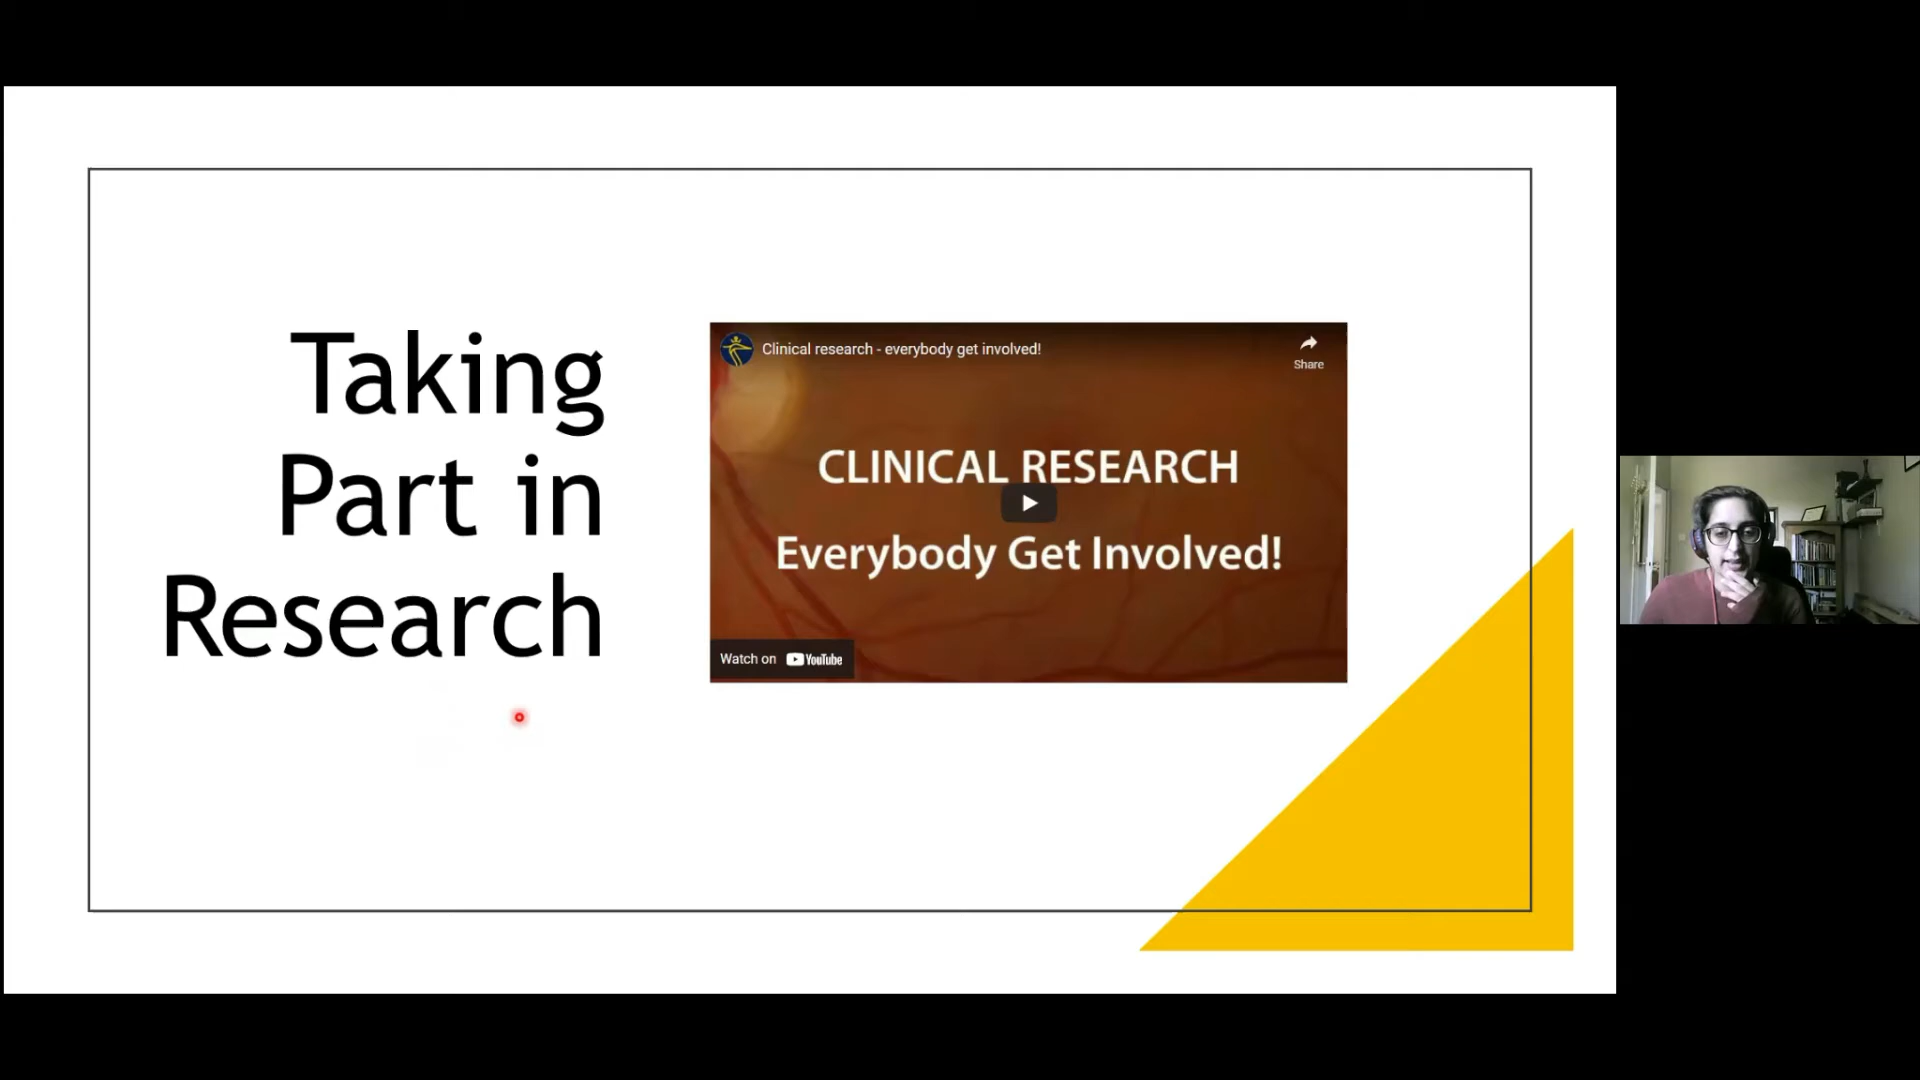 Taking
Part in
Research
Clinical research - everybody get involved!
Share
CLINICAL RESEARCH
Everybody Get Involved!
Watch on YouTube